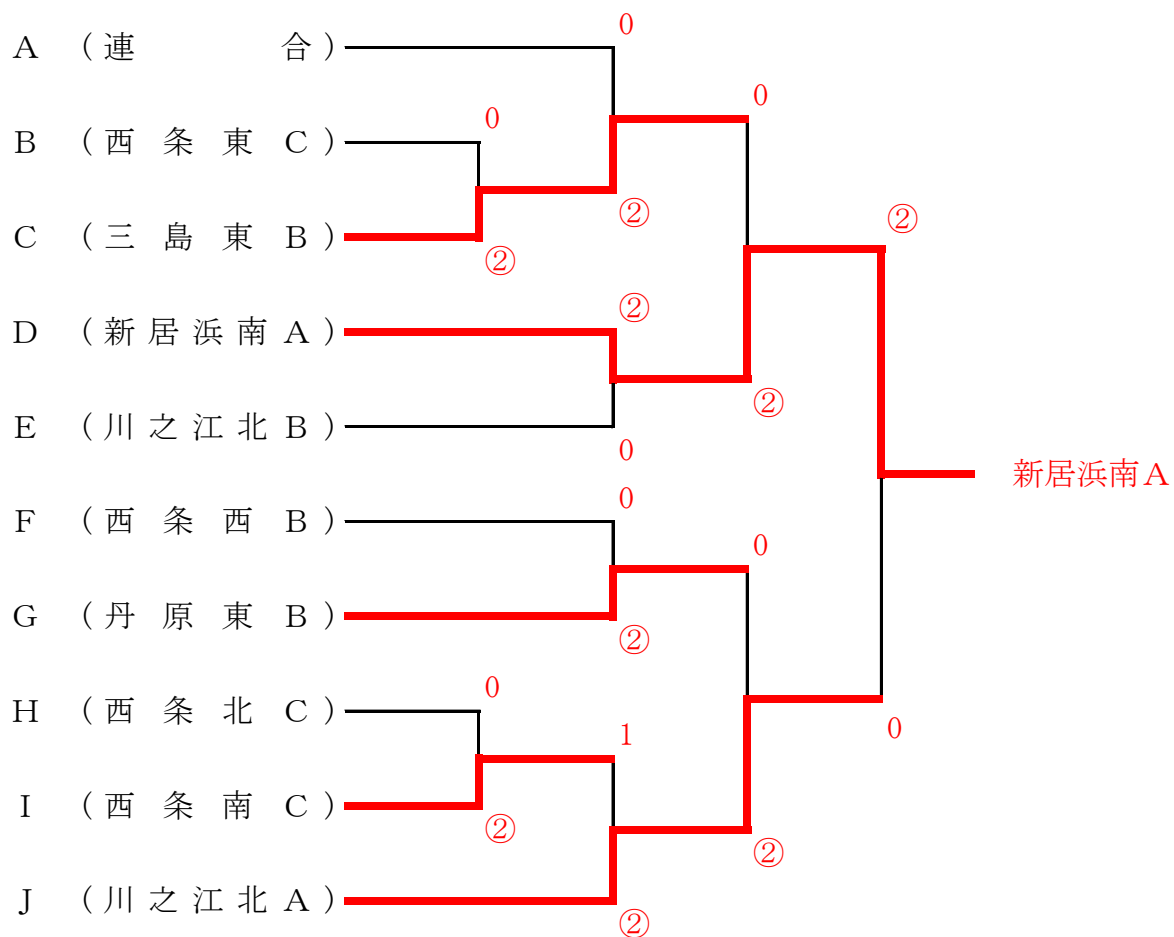 0
A （連 合）
0
0
B （西 条 東 C）
②
C （三 島 東 B）
②
②
②
D （新 居 浜 南 A）
②
E （川 之 江 北 B）
0
新居浜南A
0
F （西 条 西 B）
0
G （丹 原 東 B）
②
0
H （西 条 北 C）
1
0
I （西 条 南 C）
②
②
J （川 之 江 北 A）
②